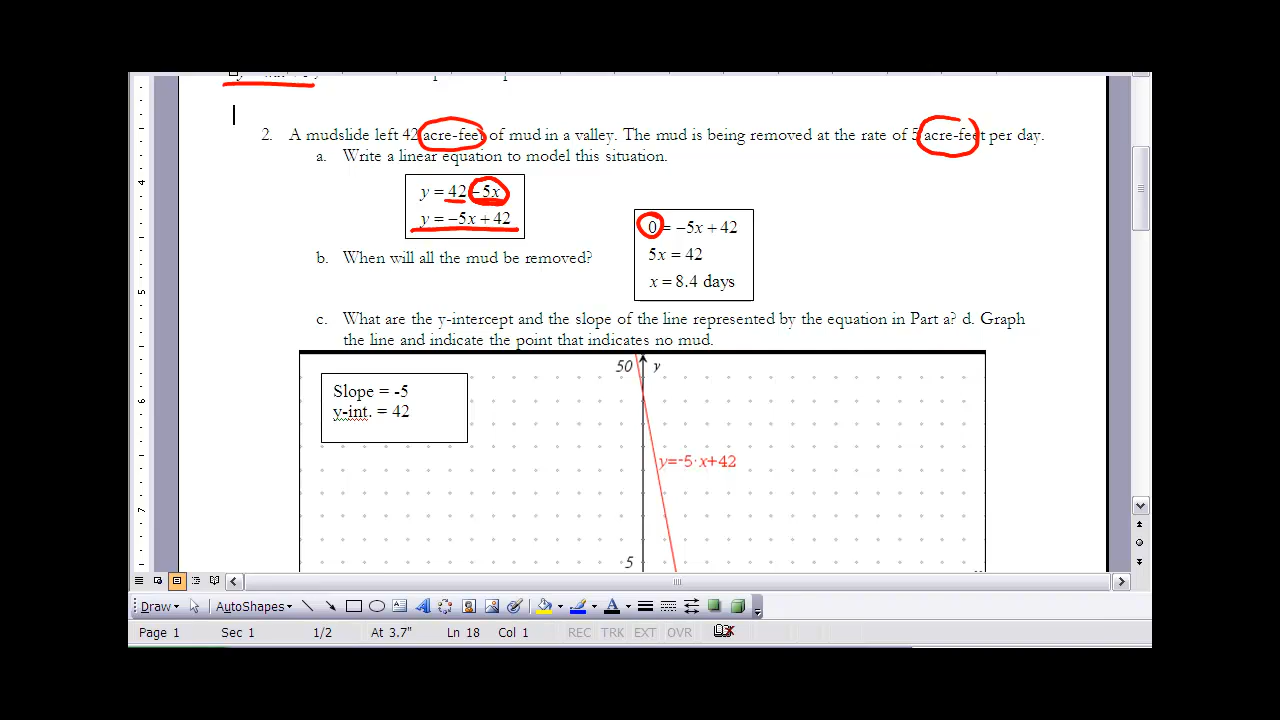 2. A mudslide left 42 acre-feet of mud in a valley. The mud is being removed at the rate of 5 acre-feet per day.
a. Write a linear equation to model this situation.
y = 42 −5x
y = −5x + 42
0 = −5x + 42
5x = 42
x = 8.4 days
b. When will all the mud be removed?
c. What are the y-intercept and the slope of the line represented by the equation in Part a? d. Graph
the line and indicate the point that indicates no mud.
50 y
Slope = -5
y-int. = 42
y=-5·x+42
5
4
5
6
7
Draw AutoShapes
Page 1 Sec 1 1/2 At 3.7" Ln 18 Col 1 REC TRK EXT OVR